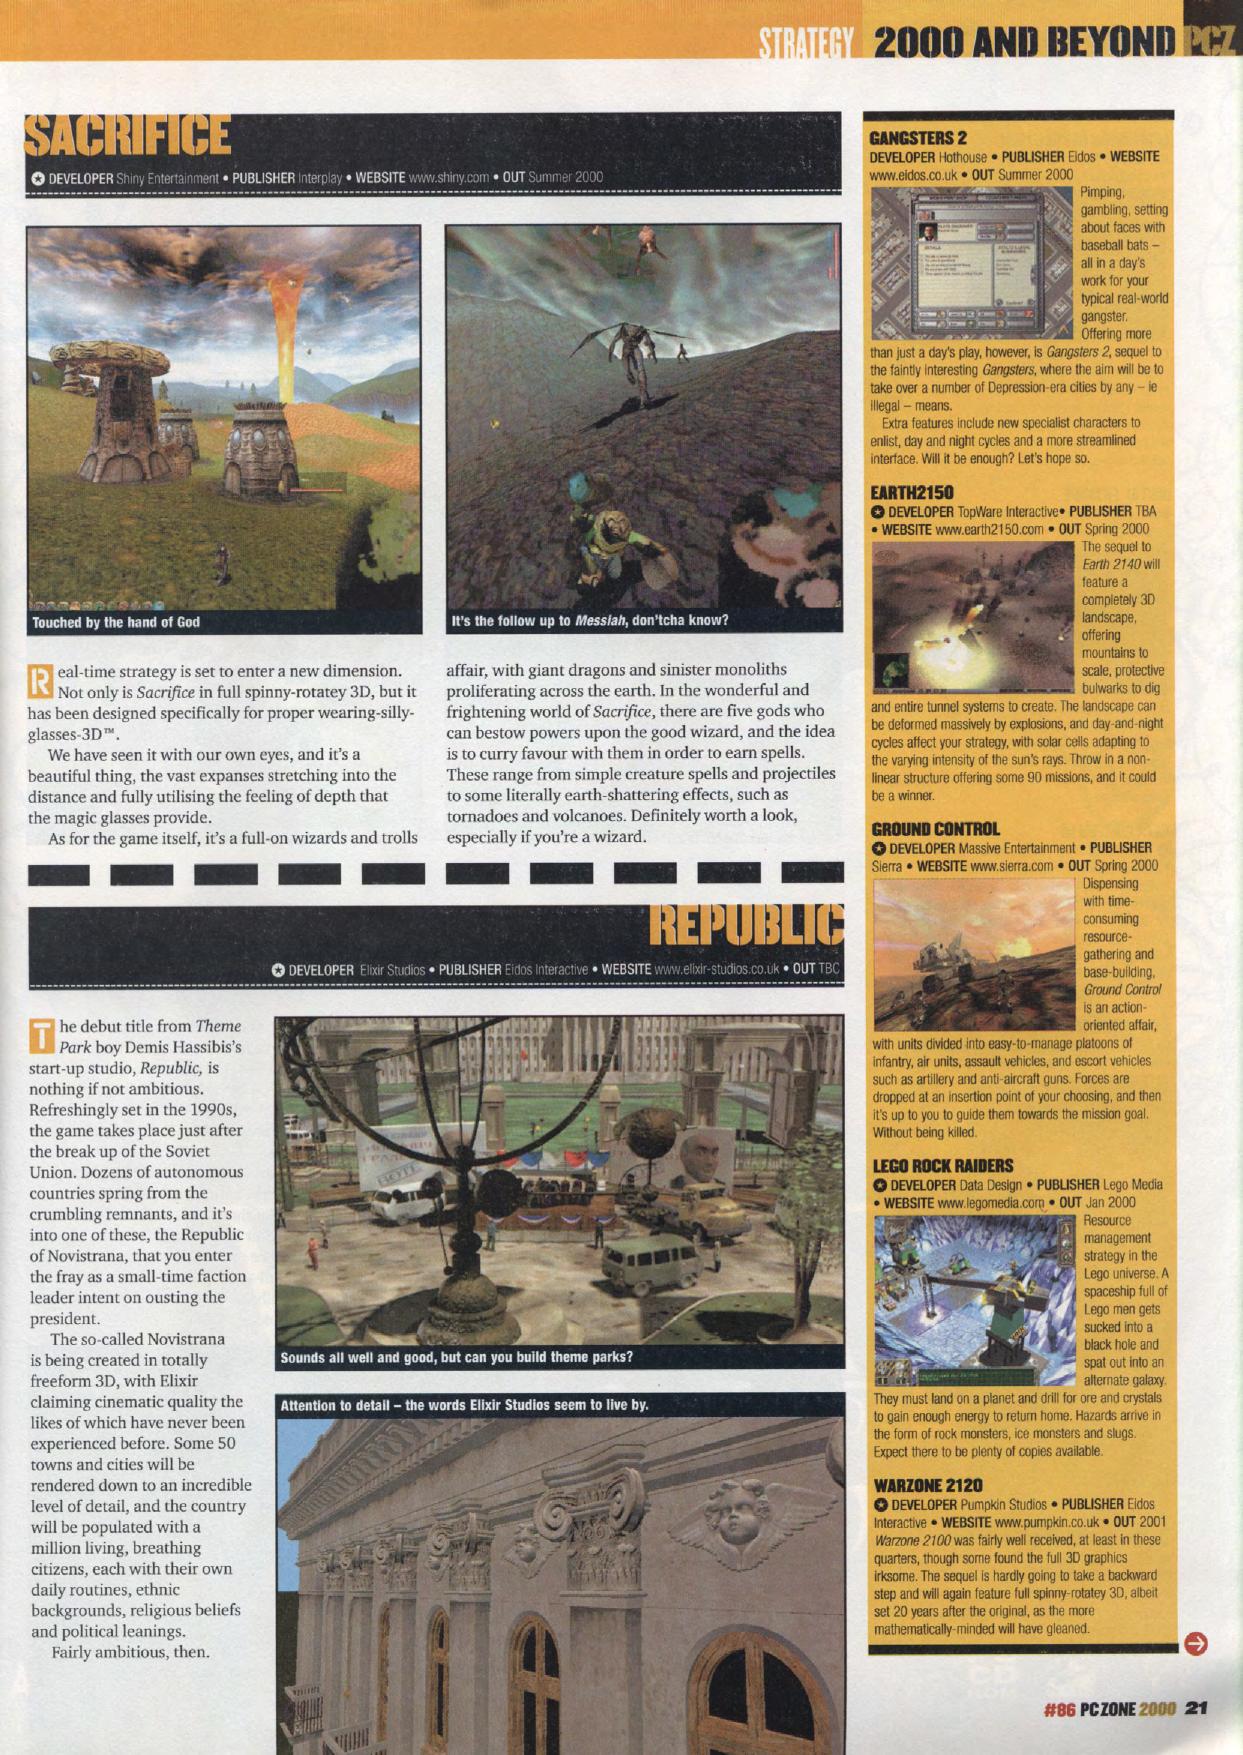 STRATEGY 2000 AND BEYOND PCZ
SACRIFICE
DEVELOPER Shiny Entertainment • PUBLISHER Interplay • WEBSITE www.shiny.com • OUT Summer 2000
Touched by the hand of God
It's the follow up to Messiah, don'tcha know?
Real-time strategy is set to enter a new dimension.
Not only is Sacrifice in full spinny-rotatey 3D, but it
has been designed specifically for proper wearing-silly-
glasses-3D™.
We have seen it with our own eyes, and it's a
beautiful thing, the vast expanses stretching into the
distance and fully utilising the feeling of depth that
the magic glasses provide.
As for the game itself, it's a full-on wizards and trolls
affair, with giant dragons and sinister monoliths
proliferating across the earth. In the wonderful and
frightening world of Sacrifice, there are five gods who
can bestow powers upon the good wizard, and the idea
is to curry favour with them in order to earn spells.
These range from simple creature spells and projectiles
to some literally earth-shattering effects, such as
tornadoes and volcanoes. Definitely worth a look,
especially if you're a wizard.
REPUBLIC
DEVELOPER Elixir Studios • PUBLISHER Eidos Interactive • WEBSITE www.elixir-studios.co.uk • OUT TBC
The debut title from Theme
Park boy Demis Hassibis's
start-up studio, Republic, is
nothing if not ambitious.
Refreshingly set in the 1990s,
the game takes place just after
the break up of the Soviet
Union. Dozens of autonomous
countries spring from the
crumbling remnants, and it's
into one of these, the Republic
of Novistrana, that you enter
the fray as a small-time faction
leader intent on ousting the
president.
The so-called Novistrana
is being created in totally
freeform 3D, with Elixir
claiming cinematic quality the
likes of which have never been
experienced before. Some 50
towns and cities will be
rendered down to an incredible
level of detail, and the country
will be populated with a
million living, breathing
citizens, each with their own
daily routines, ethnic
backgrounds, religious beliefs
and political leanings.
Fairly ambitious, then.
Sounds all well and good, but can you build theme parks?
Attention to detail – the words Elixir Studios seem to live by.
GANGSTERS 2
DEVELOPER Hothouse • PUBLISHER Eidos • WEBSITE
www.eidos.co.uk • OUT Summer 2000
Pimping,
gambling, setting
about faces with
baseball bats –
all in a day's
work for your
typical real-world
gangster.
Offering more
than just a day's play, however, is Gangsters 2, sequel to
the faintly interesting Gangsters, where the aim will be to
take over a number of Depression-era cities by any – ie
illegal – means.
Extra features include new specialist characters to
enlist, day and night cycles and a more streamlined
interface. Will it be enough? Let's hope so.
EARTH2150
DEVELOPER TopWare Interactive• PUBLISHER TBA
• WEBSITE www.earth2150.com • OUT Spring 2000
The sequel to
Earth 2140 will
feature a
completely 3D
landscape,
offering
mountains to
scale, protective
bulwarks to dig
and entire tunnel systems to create. The landscape can
be deformed massively by explosions, and day-and-night
cycles affect your strategy, with solar cells adapting to
the varying intensity of the sun's rays. Throw in a non-
linear structure offering some 90 missions, and it could
be a winner.
GROUND CONTROL
DEVELOPER Massive Entertainment • PUBLISHER
Sierra • WEBSITE www.sierra.com • OUT Spring 2000
Dispensing
with time-
consuming
resource-
gathering and
base-building,
Ground Control
is an action-
oriented affair,
with units divided into easy-to-manage platoons of
infantry, air units, assault vehicles, and escort vehicles
such as artillery and anti-aircraft guns. Forces are
dropped at an insertion point of your choosing, and then
it's up to you to guide them towards the mission goal.
Without being killed.
LEGO ROCK RAIDERS
DEVELOPER Data Design • PUBLISHER Lego Media
• WEBSITE www.legomedia.com • OUT Jan 2000
Resource
management
strategy in the
Lego universe. A
spaceship full of
Lego men gets
sucked into a
black hole and
spat out into an
alternate galaxy.
They must land on a planet and drill for ore and crystals
to gain enough energy to return home. Hazards arrive in
the form of rock monsters, ice monsters and slugs.
Expect there to be plenty of copies available.
WARZONE 2120
DEVELOPER Pumpkin Studios • PUBLISHER Eidos
Interactive • WEBSITE www.pumpkin.co.uk • OUT 2001
Warzone 2100 was fairly well received, at least in these
quarters, though some found the full 3D graphics
irksome. The sequel is hardly going to take a backward
step and will again feature full spinny-rotatey 3D, albeit
set 20 years after the original, as the more
mathematically-minded will have gleaned.
#86 PC ZONE 2000 21